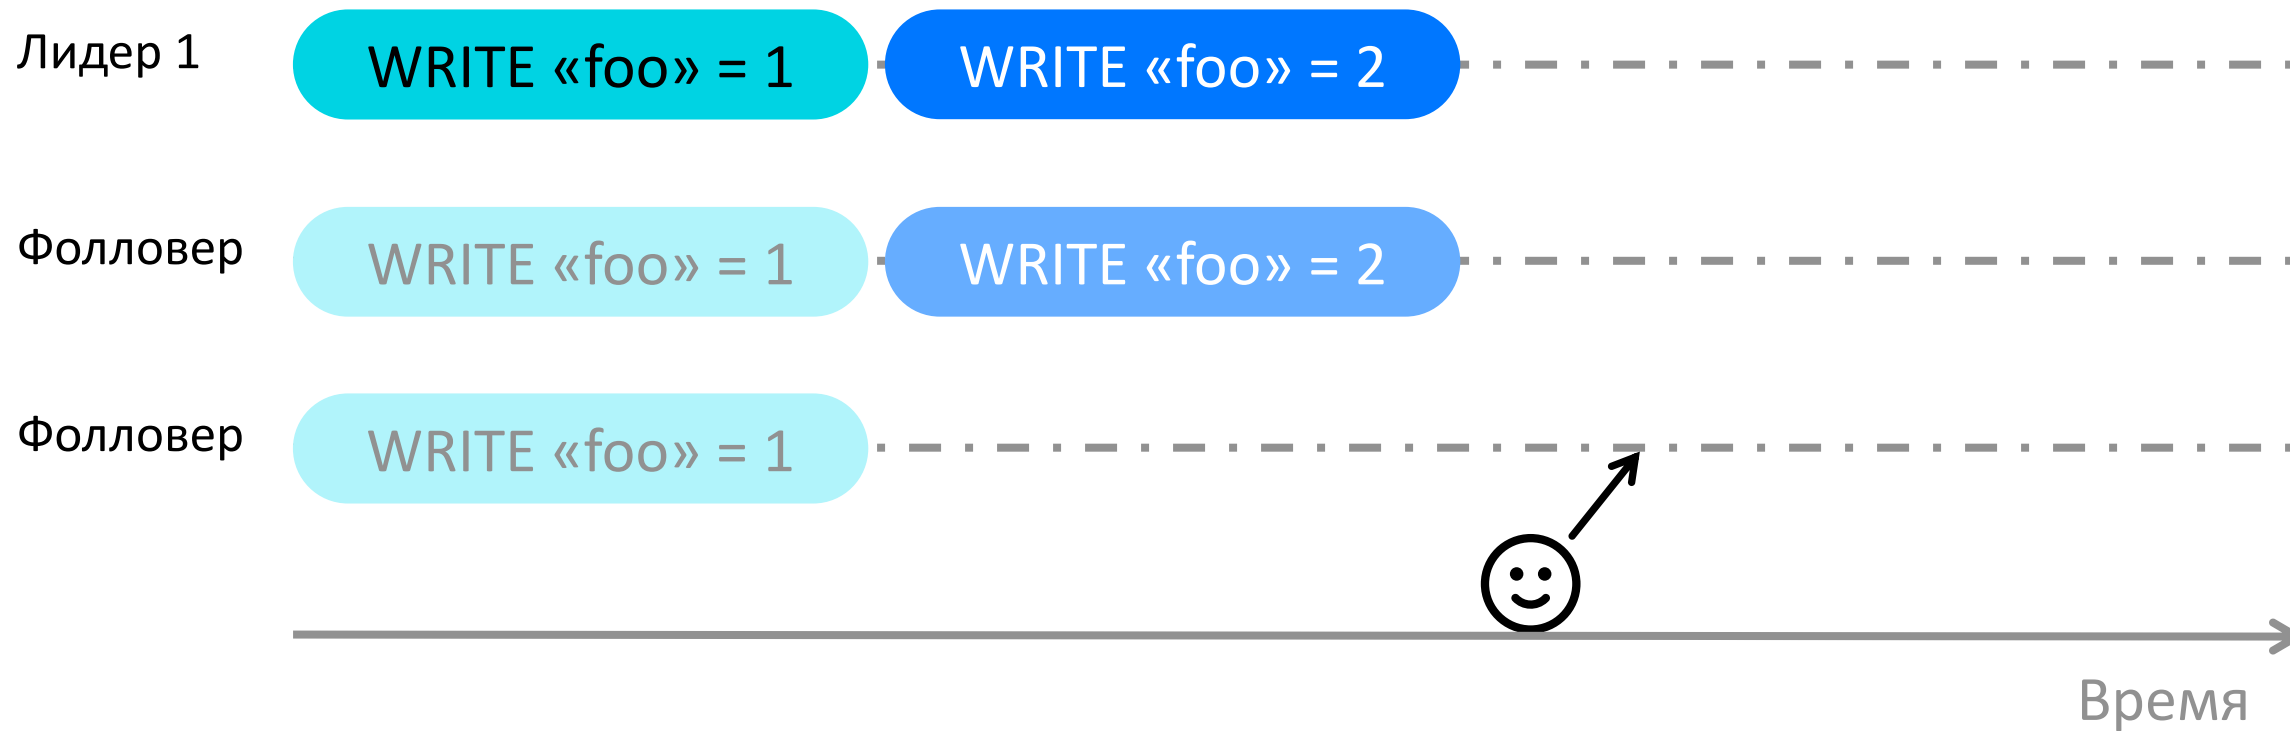 Лидер 1
WRITE «foo» = 1
WRITE «foo» = 2
Фолловер
WRITE «foo» = 1
WRITE «foo» = 2
Фолловер
WRITE «foo» = 1
Время